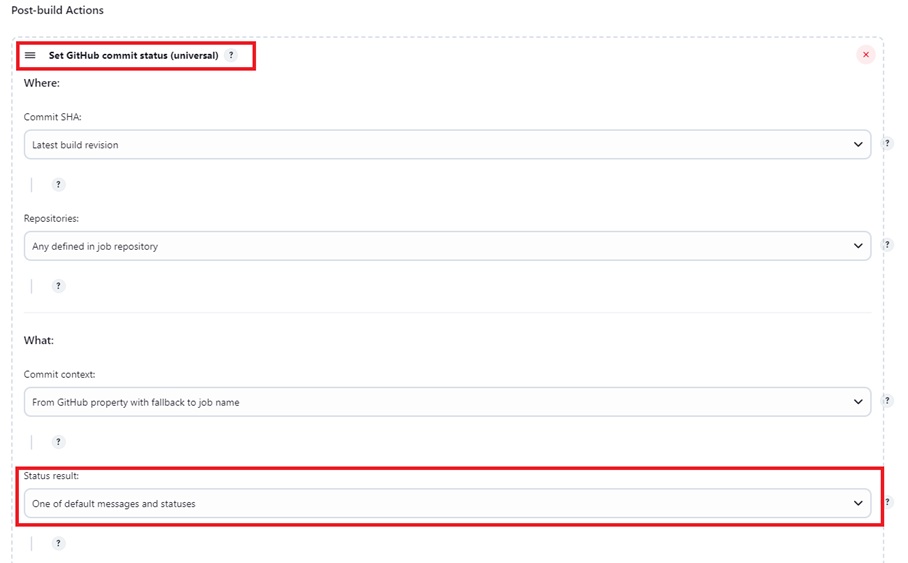 Post-build Actions
Set GitHub commit status (universal) ?
Where:
Commit SHA:
Latest build revision
?
?
Repositories:
Any defined in job repository
?
?
What:
Commit context:
From GitHub property with fallback to job name
?
?
Status result:
One of default messages and statuses
?
?